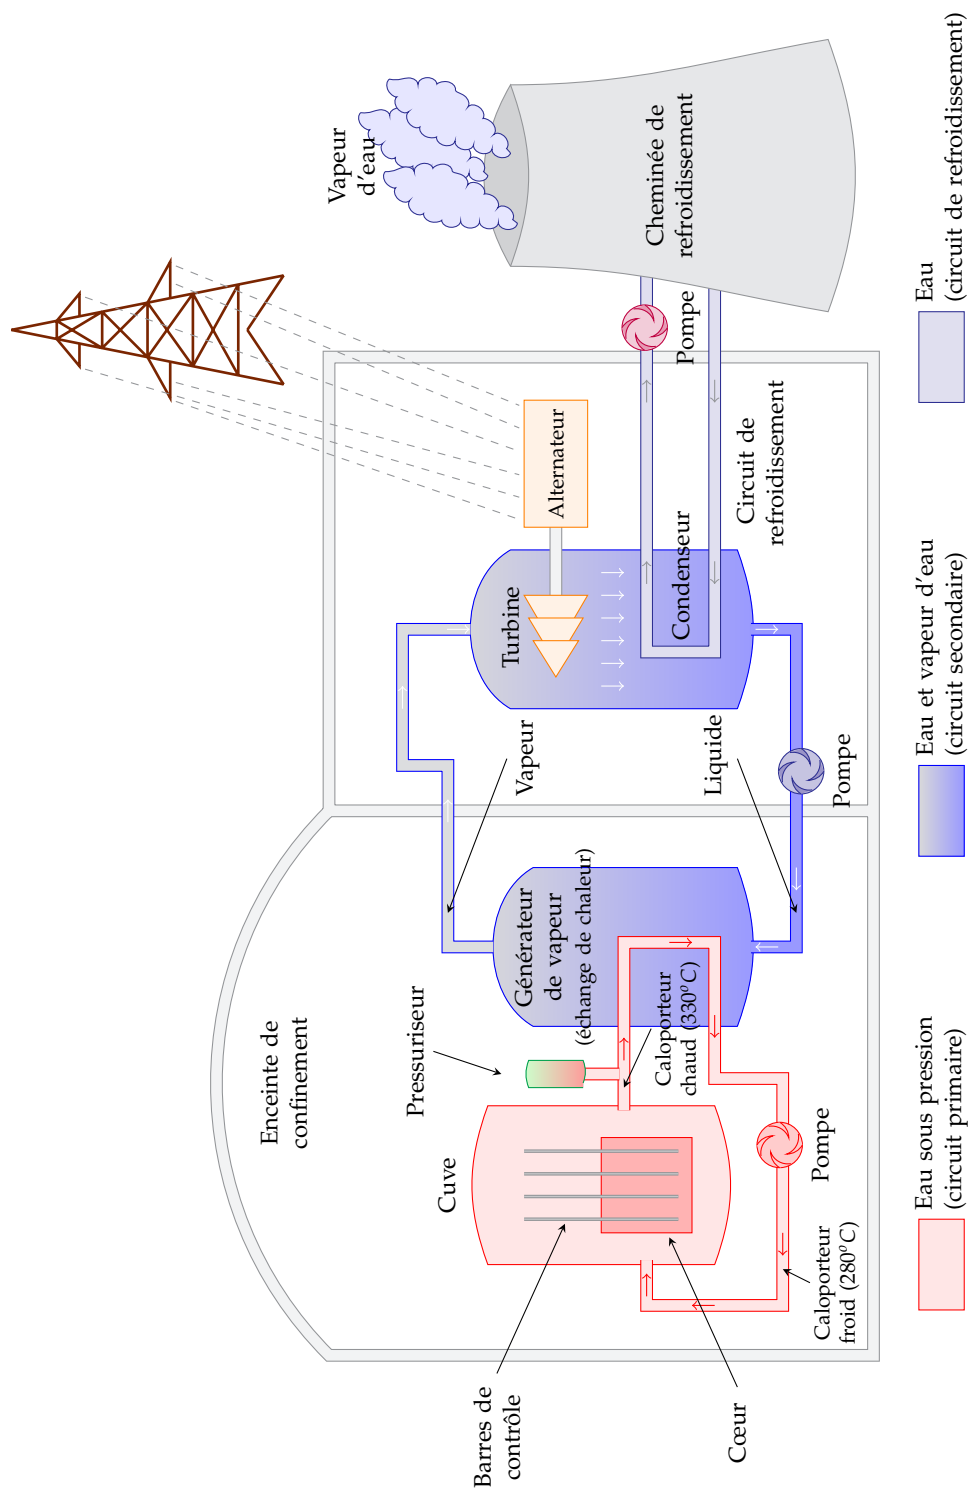 Vapeur
d'eau
Cheminée de
refroidissement
Pompe
Enceinte de
confinement
Pressuriseur
Cuve
Générateur
de vapeur
(échange de chaleur)
Turbine
Alternateur
Vapeur
Condenseur
Liquide
Circuit de
refroidissement
Caloporteur
chaud (330°C)
Barres de
contrôle
Cœur
Caloporteur
froid (280°C)
Pompe
Pompe
Eau sous pression
(circuit primaire)
Eau et vapeur d'eau
(circuit secondaire)
Eau
(circuit de refroidissement)